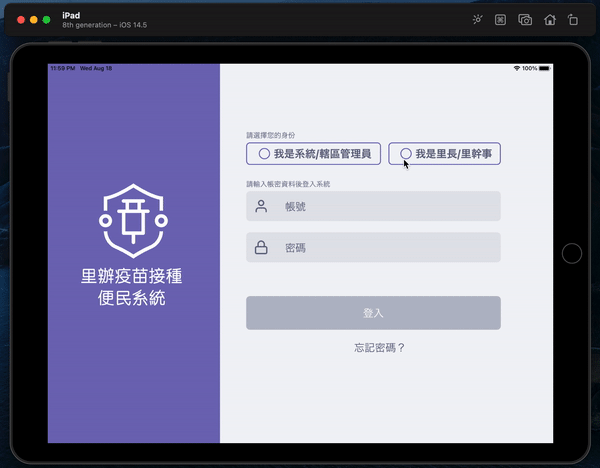 iPad
8th generation – iOS 14.5
11:59 PM Wed Aug 18
100%
請選擇您的身份
我是系統/轄區管理員
我是里長/里幹事
請輸入帳密資料後登入系統
帳號
密碼
登入
忘記密碼？
里辦疫苗接種
便民系統